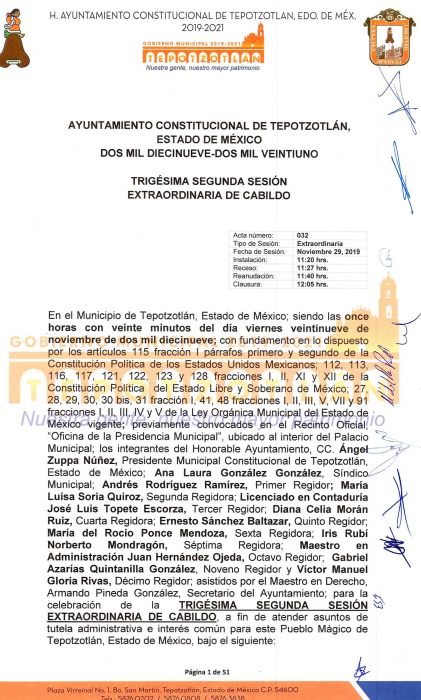 H. AYUNTAMIENTO CONSTITUCIONAL DE TEPOTZOTLAN, EDO. DE MÉX.
2019-2021
GOBIERNO MUNICIPAL 2019-2021
TEPOTZOTLÁN
Nuestra gente, nuestro mayor patrimonio
AYUNTAMIENTO CONSTITUCIONAL DE TEPOTZOTLÁN,
ESTADO DE MÉXICO
DOS MIL DIECINUEVE-DOS MIL VEINTIUNO
TRIGÉSIMA SEGUNDA SESIÓN
EXTRAORDINARIA DE CABILDO
Acta número: 032
Tipo de Sesión: Extraordinaria
Fecha de Sesión: Noviembre 29, 2019
Instalación: 11:20 hrs.
Receso: 11:27 hrs.
Reanudación: 11:40 hrs.
Clausura: 12:05 hrs.
En el Municipio de Tepotzotlán, Estado de México; siendo las once
horas con veinte minutos del día viernes veintinueve de
noviembre de dos mil diecinueve; con fundamento en lo dispuesto
por los artículos 115 fracción I párrafos primero y segundo de la
Constitución Política de los Estados Unidos Mexicanos; 112, 113,
116, 117, 121, 122, 123 y 128 fracciones I, II, XI y XII de la
Constitución Política del Estado Libre y Soberano de México; 27,
28, 29, 30, 30 bis, 31 fracción I, 41, 48 fracciones I, II, III, V, VII y 91
fracciones I, II, III, IV y V de la Ley Orgánica Municipal del Estado de
México vigente; previamente convocados en el Recinto Oficial,
"Oficina de la Presidencia Municipal", ubicado al interior del Palacio
Municipal; los integrantes del Honorable Ayuntamiento, CC. Ángel
Zuppa Núñez, Presidente Municipal Constitucional de Tepotzotlán,
Estado de México; Ana Laura González González, Síndico
Municipal; Andrés Rodríguez Ramírez, Primer Regidor; María
Luisa Soria Quiroz, Segunda Regidora; Licenciado en Contaduría
José Luis Topete Escorza, Tercer Regidor; Diana Celia Morán
Ruiz, Cuarta Regidora; Ernesto Sánchez Baltazar, Quinto Regidor;
María del Rocio Ponce Mendoza, Sexta Regidora; Iris Rubí
Norberto Mondragón, Séptima Regidora; Maestro en
Administración Juan Hernández Ojeda, Octavo Regidor; Gabriel
Azarías Quintanilla González, Noveno Regidor y Víctor Manuel
Gloria Rivas, Décimo Regidor; asistidos por el Maestro en Derecho,
Armando Pineda González, Secretario del Ayuntamiento; para la
celebración de la TRIGÉSIMA SEGUNDA SESIÓN
EXTRAORDINARIA DE CABILDO, a fin de atender asuntos de
tutela administrativa e interés común para este Pueblo Mágico de
Tepotzotlán, Estado de México, bajo el siguiente:
Página 1 de 51
Plaza Virreinal No. 1, Bo. San Martín, Tepotzotlán, Estado de México C.P. 54600